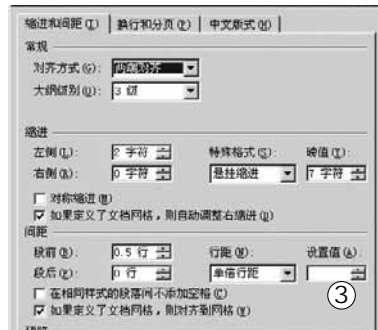 缩进和间距(I) 换行和分页(P) 中文版式(H)
常规
对齐方式(G): 两端对齐
大纲级别(O): 3 级
缩进
左侧(L): 2 字符 特殊格式(S): 磅值(Y):
右侧(R): 0 字符 悬挂缩进 7 字符
对称缩进(M)
如果定义了文档网格，则自动调整右缩进(D)
间距
段前(B): 0.5 行 行距(N): 设置值(A):
段后(F): 0 行 单倍行距
在相同样式的段落间不添加空格(C)
③
如果定义了文档网格，则对齐到网格(W)